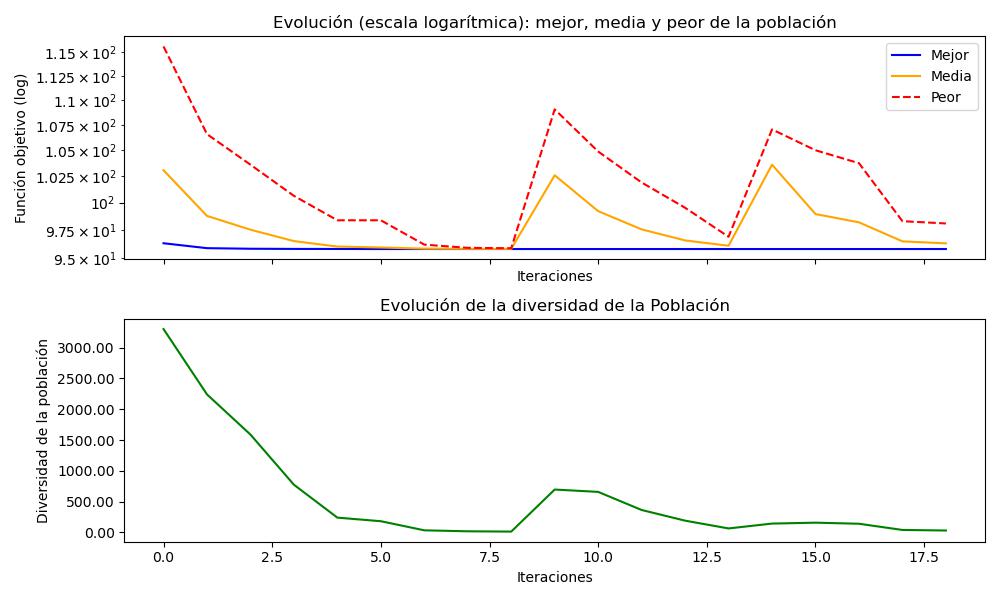 Evolución (escala logarítmica): mejor, media y peor de la población
Función objetivo (log)
1.15 × 10²
1.125 × 10²
1.1 × 10²
1.075 × 10²
1.05 × 10²
1.025 × 10²
10²
9.75 × 10¹
9.5 × 10¹
Mejor
Media
Peor
Iteraciones
Evolución de la diversidad de la Población
Diversidad de la población
3000.00
2500.00
2000.00
1500.00
1000.00
500.00
0.00
0.0 2.5 5.0 7.5 10.0 12.5 15.0 17.5
Iteraciones